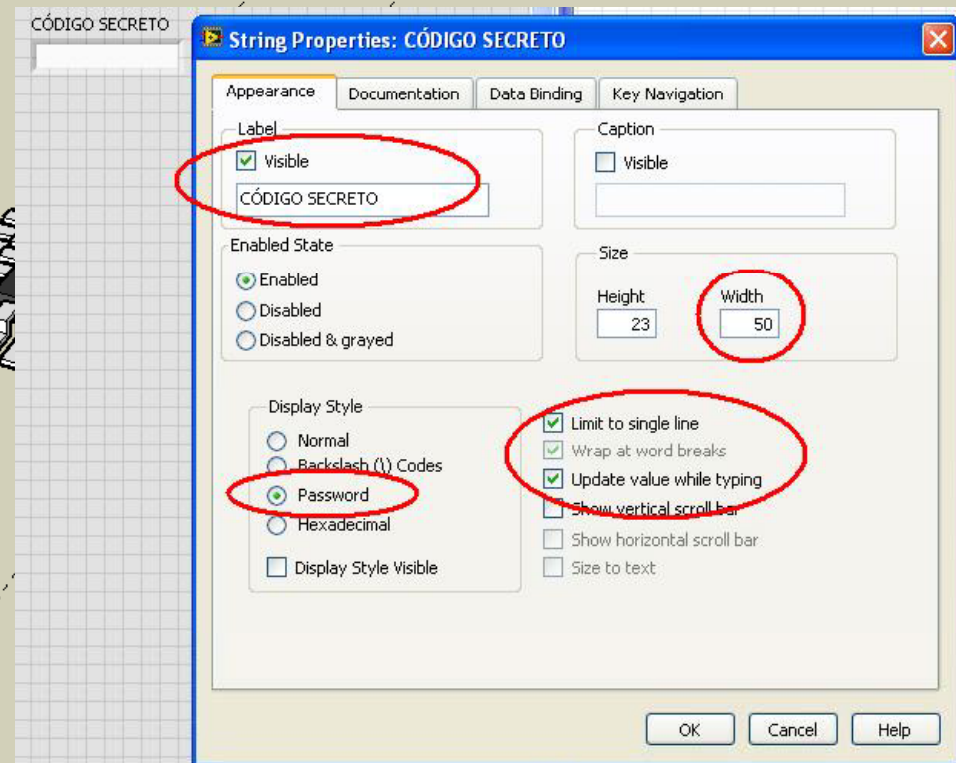 CÓDIGO SECRETO
String Properties: CÓDIGO SECRETO
Appearance Documentation Data Binding Key Navigation
Label
Visible
CÓDIGO SECRETO
Caption
Visible
Enabled State
Enabled
Disabled
Disabled & grayed
Size
Height Width
23 50
Display Style
Normal
Backslash (\) Codes
Password
Hexadecimal
Display Style Visible
Limit to single line
Wrap at word breaks
Update value while typing
Show vertical scroll bar
Show horizontal scroll bar
Size to text
OK Cancel Help